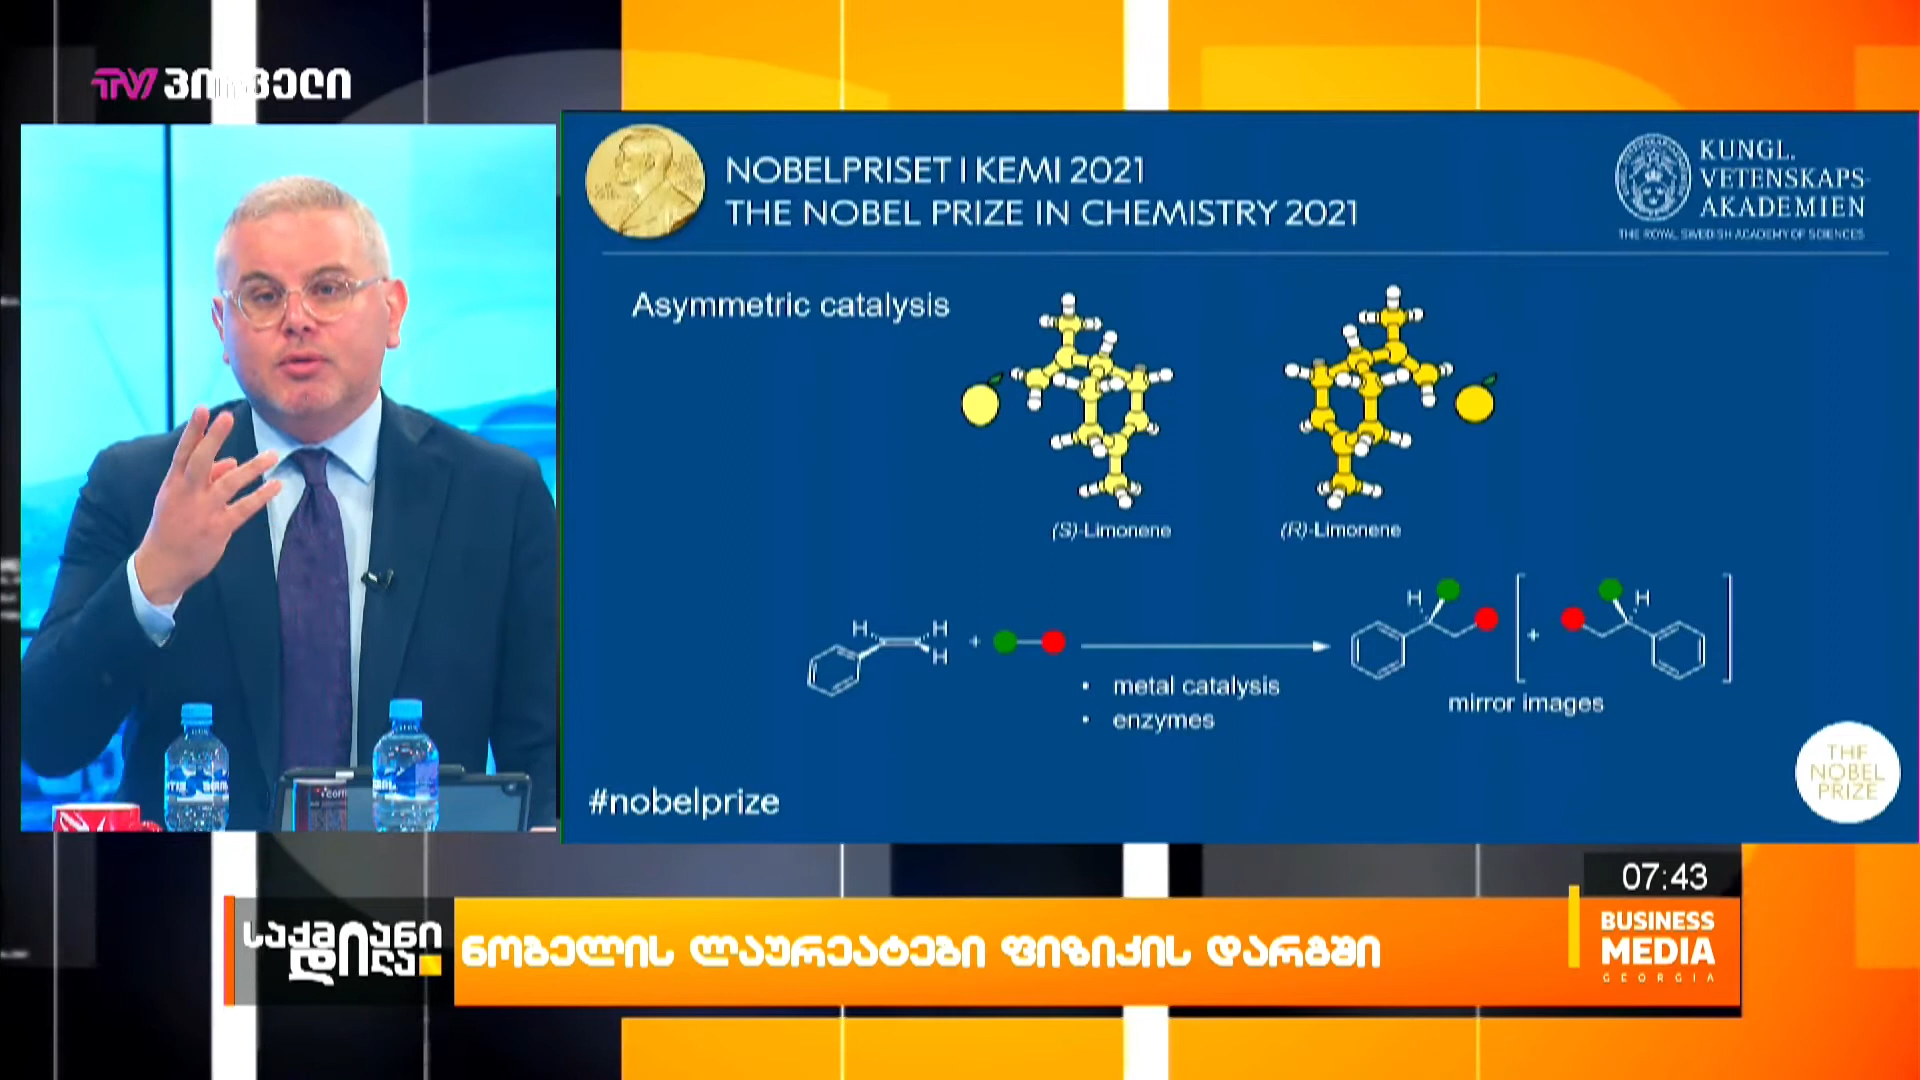 TV პირველი
NOBELPRISET I KEMI 2021
THE NOBEL PRIZE IN CHEMISTRY 2021
KUNGL.
VETENSKAPS-
AKADEMIEN
THE ROYAL SWEDISH ACADEMY OF SCIENCES
Asymmetric catalysis
(S)-Limonene
(R)-Limonene
H
H
H
+
H
+
H
• metal catalysis
• enzymes
mirror images
#nobelprize
THE
NOBEL
PRIZE
07:43
საქმიანი
დილა
ნობელის ლაურეატები ფიზიკის დარგში
BUSINESS
MEDIA
GEORGIA